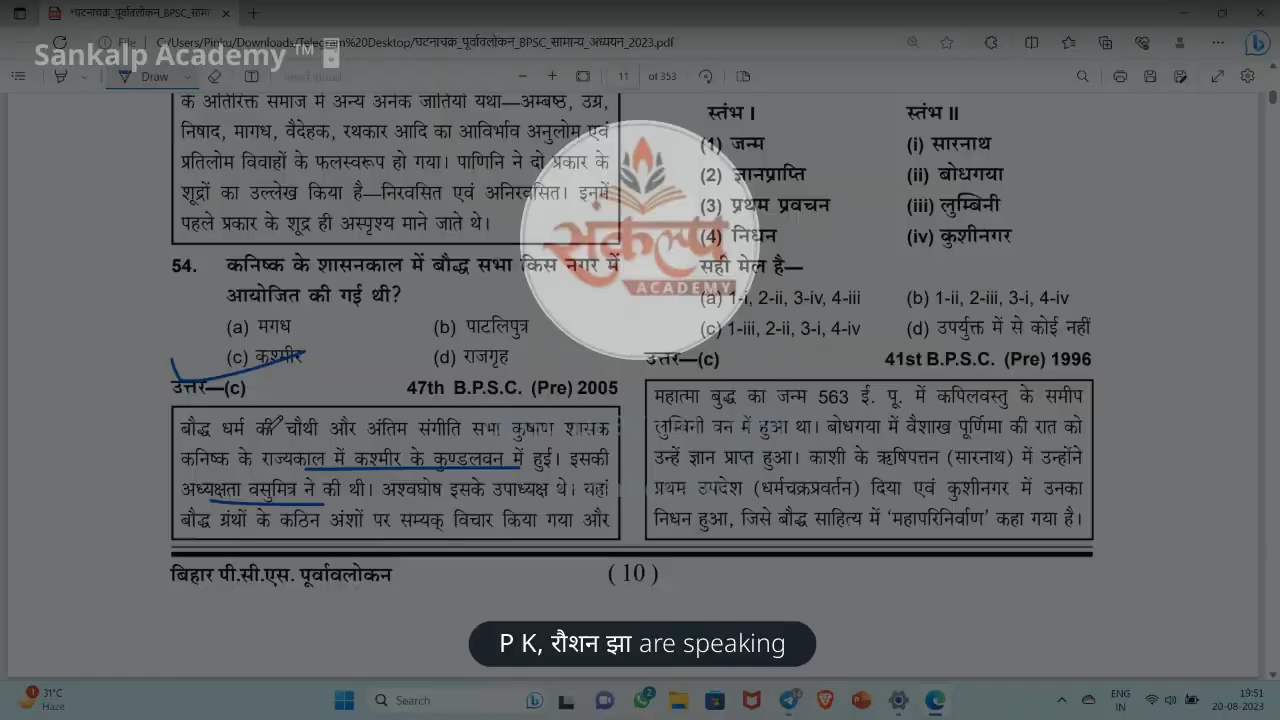 घटनाचक्र_पूर्वावलोकन_BPSC_सामा
Sankalp Academy™
File C:/Users/Pinku/Downloads/Telegram%20Desktop/घटनाचक्र_पूर्वावलोकन_BPSC_सामान्य_अध्ययन_2023.pdf
Draw
11 of 353
के अतिरिक्त समाज में अन्य अनेक जातियों यथा—अम्बष्ठ, उग्र,
निषाद, मागध, वैदेहक, रथकार आदि का आविर्भाव अनुलोम एवं
प्रतिलोम विवाहों के फलस्वरूप हो गया। पाणिनि ने दो प्रकार के
शूद्रों का उल्लेख किया है—निरवसित एवं अनिरवसित। इनमें
पहले प्रकार के शूद्र ही अस्पृश्य माने जाते थे।
54. कनिष्क के शासनकाल में बौद्ध सभा किस नगर में
आयोजित की गई थी?
(a) मगध (b) पाटलिपुत्र
(c) कश्मीर (d) राजगृह
उत्तर—(c) 47th B.P.S.C. (Pre) 2005
बौद्ध धर्म की चौथी और अंतिम संगीति सभा कुषाण शासक
कनिष्क के राज्यकाल में कश्मीर के कुण्डलवन में हुई। इसकी
अध्यक्षता वसुमित्र ने की थी। अश्वघोष इसके उपाध्यक्ष थे। यहां
बौद्ध ग्रंथों के कठिन अंशों पर सम्यक् विचार किया गया और
स्तंभ I स्तंभ II
(1) जन्म (i) सारनाथ
(2) ज्ञानप्राप्ति (ii) बोधगया
(3) प्रथम प्रवचन (iii) लुम्बिनी
(4) निधन (iv) कुशीनगर
सही मेल है—
(a) 1-i, 2-ii, 3-iv, 4-iii (b) 1-ii, 2-iii, 3-i, 4-iv
(c) 1-iii, 2-ii, 3-i, 4-iv (d) उपर्युक्त में से कोई नहीं
उत्तर—(c) 41st B.P.S.C. (Pre) 1996
महात्मा बुद्ध का जन्म 563 ई. पू. में कपिलवस्तु के समीप
लुम्बिनी वन में हुआ था। बोधगया में वैशाख पूर्णिमा की रात को
उन्हें ज्ञान प्राप्त हुआ। काशी के ऋषिपत्तन (सारनाथ) में उन्होंने
प्रथम उपदेश (धर्मचक्रप्रवर्तन) दिया एवं कुशीनगर में उनका
निधन हुआ, जिसे बौद्ध साहित्य में 'महापरिनिर्वाण' कहा गया है।
संकल्प
ACADEMY
बिहार पी.सी.एस. पूर्वावलोकन ( 10 )
P K, रौशन झा are speaking
31°C
Haze
Search
ENG
IN
19:51
20-08-2023